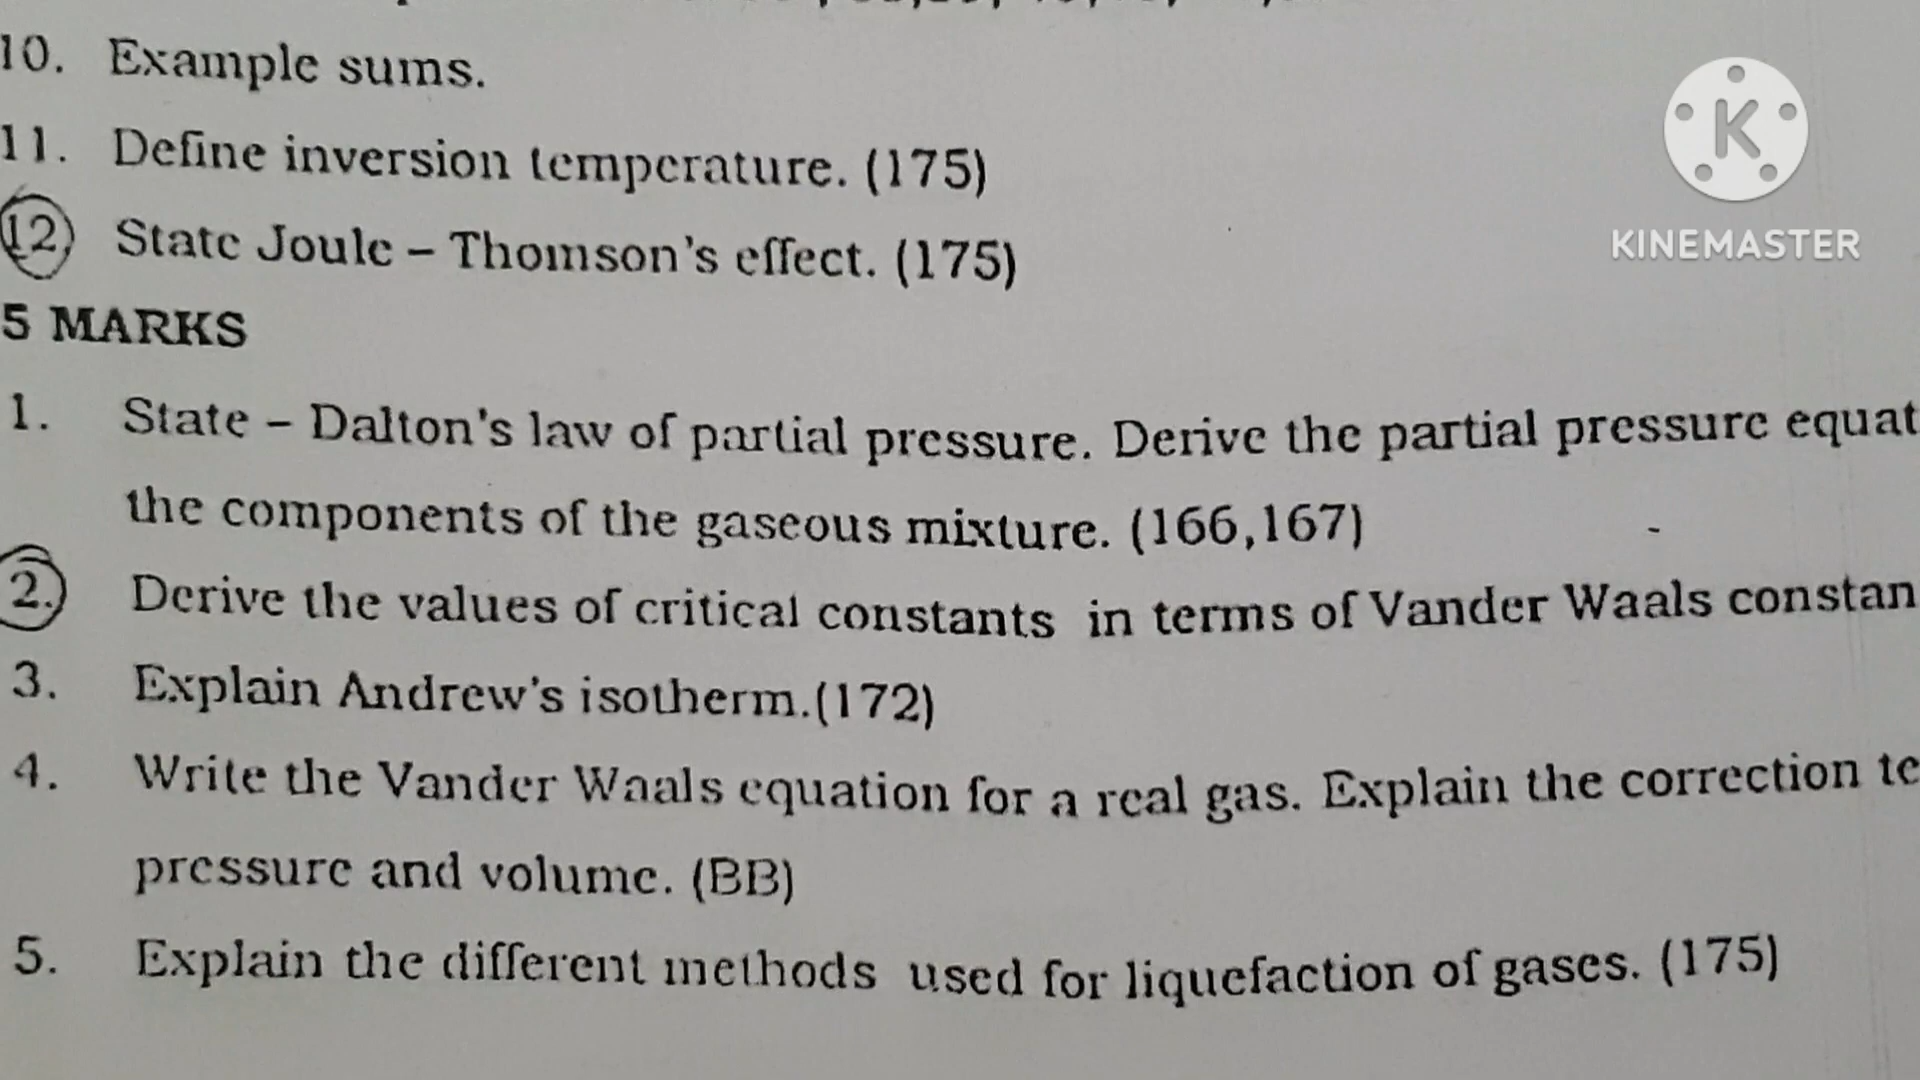 10. Example sums.
11. Define inversion temperature. (175)
12 State Joule – Thomson's effect. (175)
5 MARKS
1. State – Dalton's law of partial pressure. Derive the partial pressure equat
the components of the gaseous mixture. (166,167)
2. Derive the values of critical constants in terms of Vander Waals constan
3. Explain Andrew's isotherm.(172)
4. Write the Vander Waals equation for a real gas. Explain the correction te
pressure and volume. (BB)
5. Explain the different methods used for liquefaction of gases. (175)
K
KINEMASTER